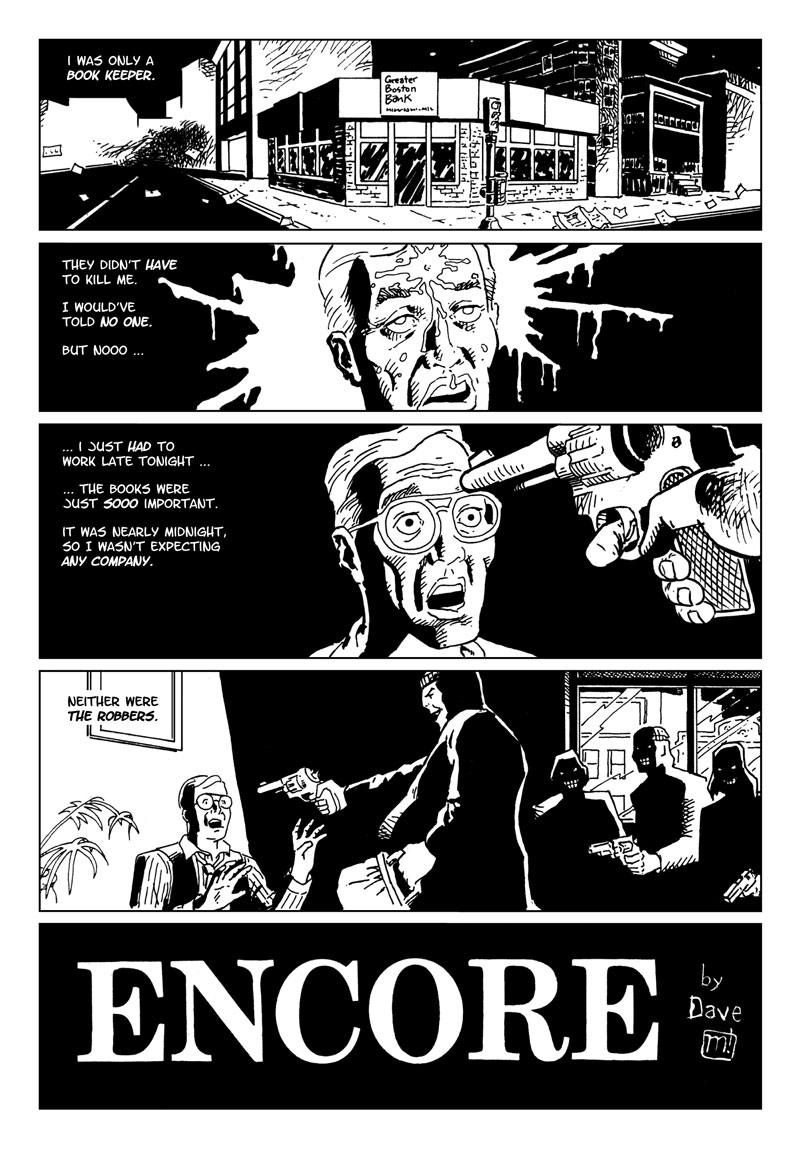 I WAS ONLY A
BOOK KEEPER.
Greater
Boston
Bank
THEY DIDN'T HAVE
TO KILL ME.
I WOULD'VE
TOLD NO ONE.
BUT NOOO ...
... I JUST HAD TO
WORK LATE TONIGHT ...
... THE BOOKS WERE
JUST SOOO IMPORTANT.
IT WAS NEARLY MIDNIGHT,
SO I WASN'T EXPECTING
ANY COMPANY.
NEITHER WERE
THE ROBBERS.
ENCORE
by
Dave
m!